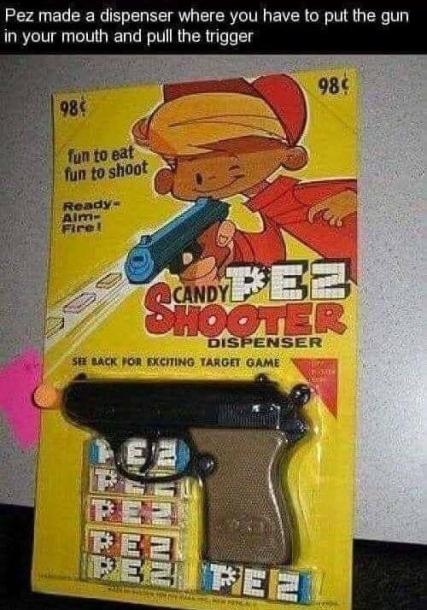 Pez made a dispenser where you have to put the gun
in your mouth and pull the trigger
98¢
98¢
fun to eat
fun to shoot
Ready-
Aim-
Fire!
CANDY PEZ
SHOOTER
DISPENSER
SEE BACK FOR EXCITING TARGET GAME
PEZ
PEZ
PEZ
PEZ
PEZ
PEZ